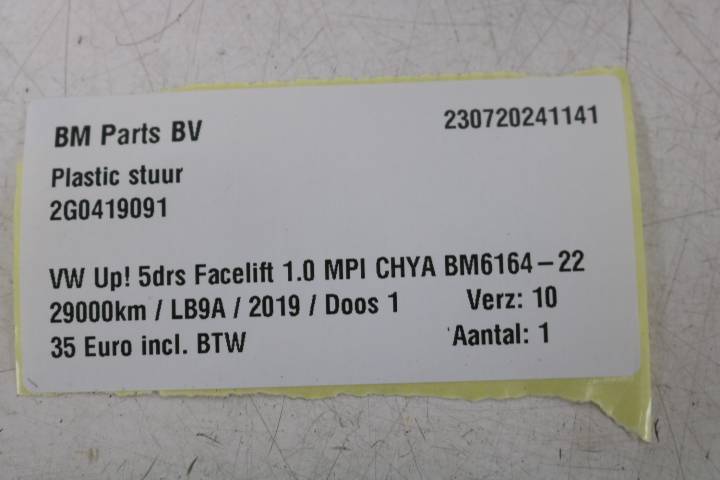 BM Parts BV 230720241141
Plastic stuur
2G0419091
VW Up! 5drs Facelift 1.0 MPI CHYA BM6164-22
29000km / LB9A / 2019 / Doos 1 Verz: 10
35 Euro incl. BTW Aantal: 1